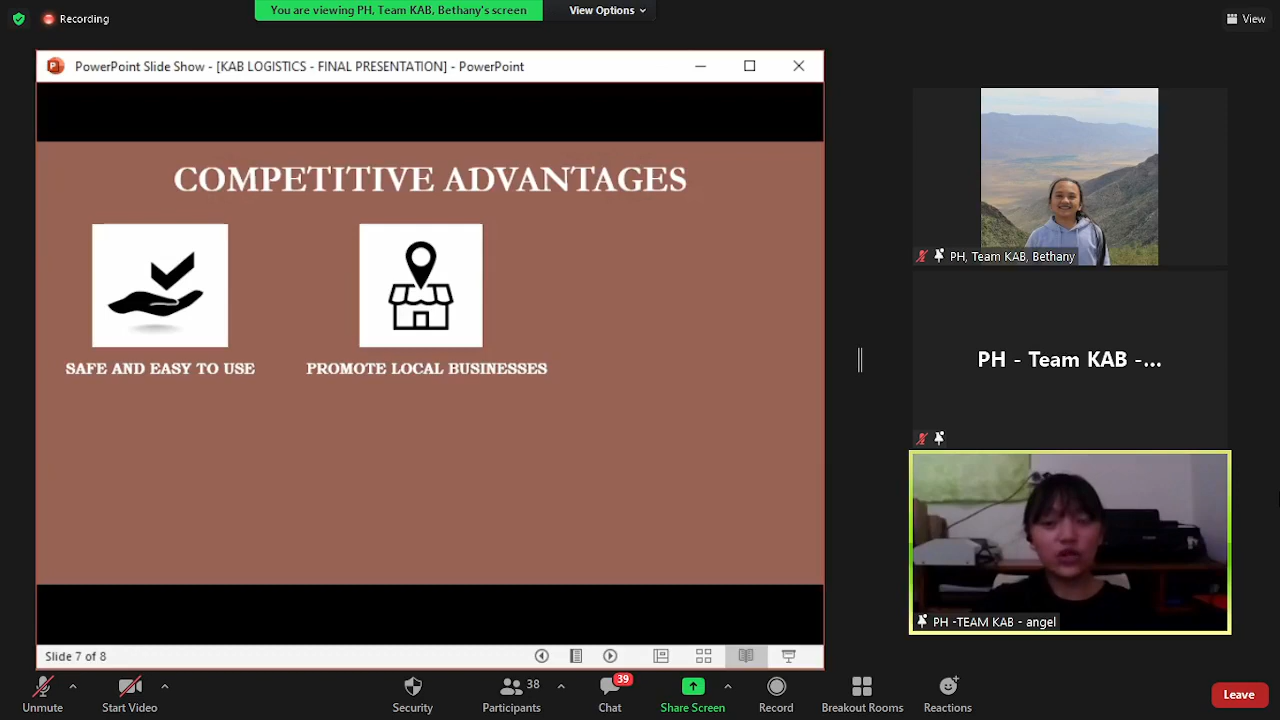 Recording
You are viewing PH, Team KAB, Bethany's screen
View Options
View
PowerPoint Slide Show - [KAB LOGISTICS - FINAL PRESENTATION] - PowerPoint
COMPETITIVE ADVANTAGES
SAFE AND EASY TO USE
PROMOTE LOCAL BUSINESSES
Slide 7 of 8
PH, Team KAB, Bethany
PH - Team KAB -...
PH -TEAM KAB - angel
Unmute
Start Video
Security
38
Participants
39
Chat
Share Screen
Record
Breakout Rooms
Reactions
Leave